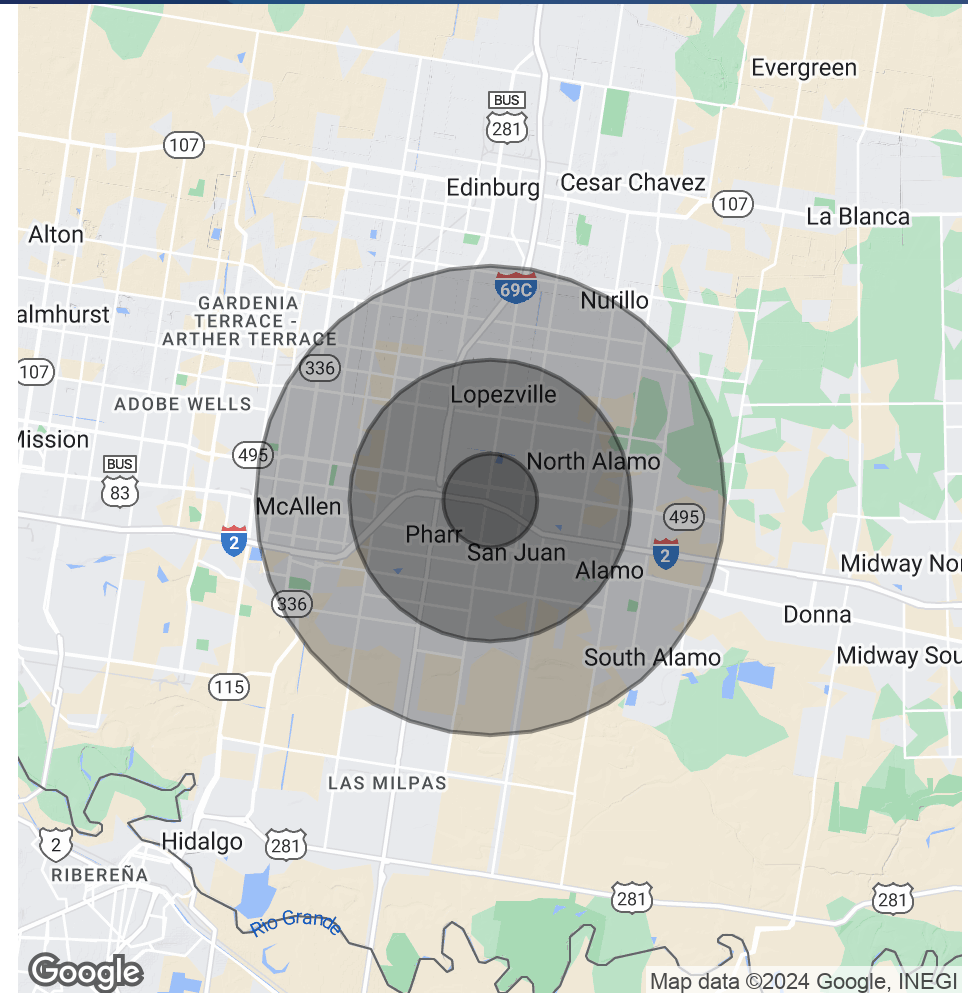 Evergreen
BUS
281
107
Edinburg
Cesar Chavez
107
La Blanca
Alton
69C
Nurillo
GARDENIA
TERRACE -
ARTHER TERRACE
almhurst
336
107
Lopezville
ADOBE WELLS
Mission
495
North Alamo
BUS
83
McAllen
495
Pharr
2
San Juan
2
Alamo
Midway Nor
336
Donna
South Alamo
Midway Sou
115
LAS MILPAS
Hidalgo
2
281
RIBEREÑA
281
281
Rio Grande
Google
Map data ©2024 Google, INEGI